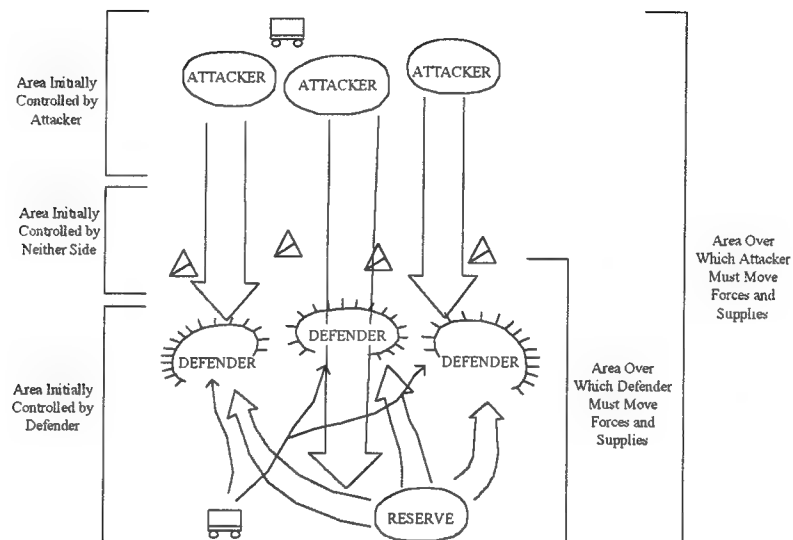 ATTACKER
ATTACKER
ATTACKER
Area Initially
Controlled by
Attacker
Area Initially
Controlled by
Neither Side
Area Over
Which Attacker
Must Move
Forces and
Supplies
DEFENDER
DEFENDER
DEFENDER
Area Initially
Controlled by
Defender
Area Over
Which Defender
Must Move
Forces and
Supplies
RESERVE